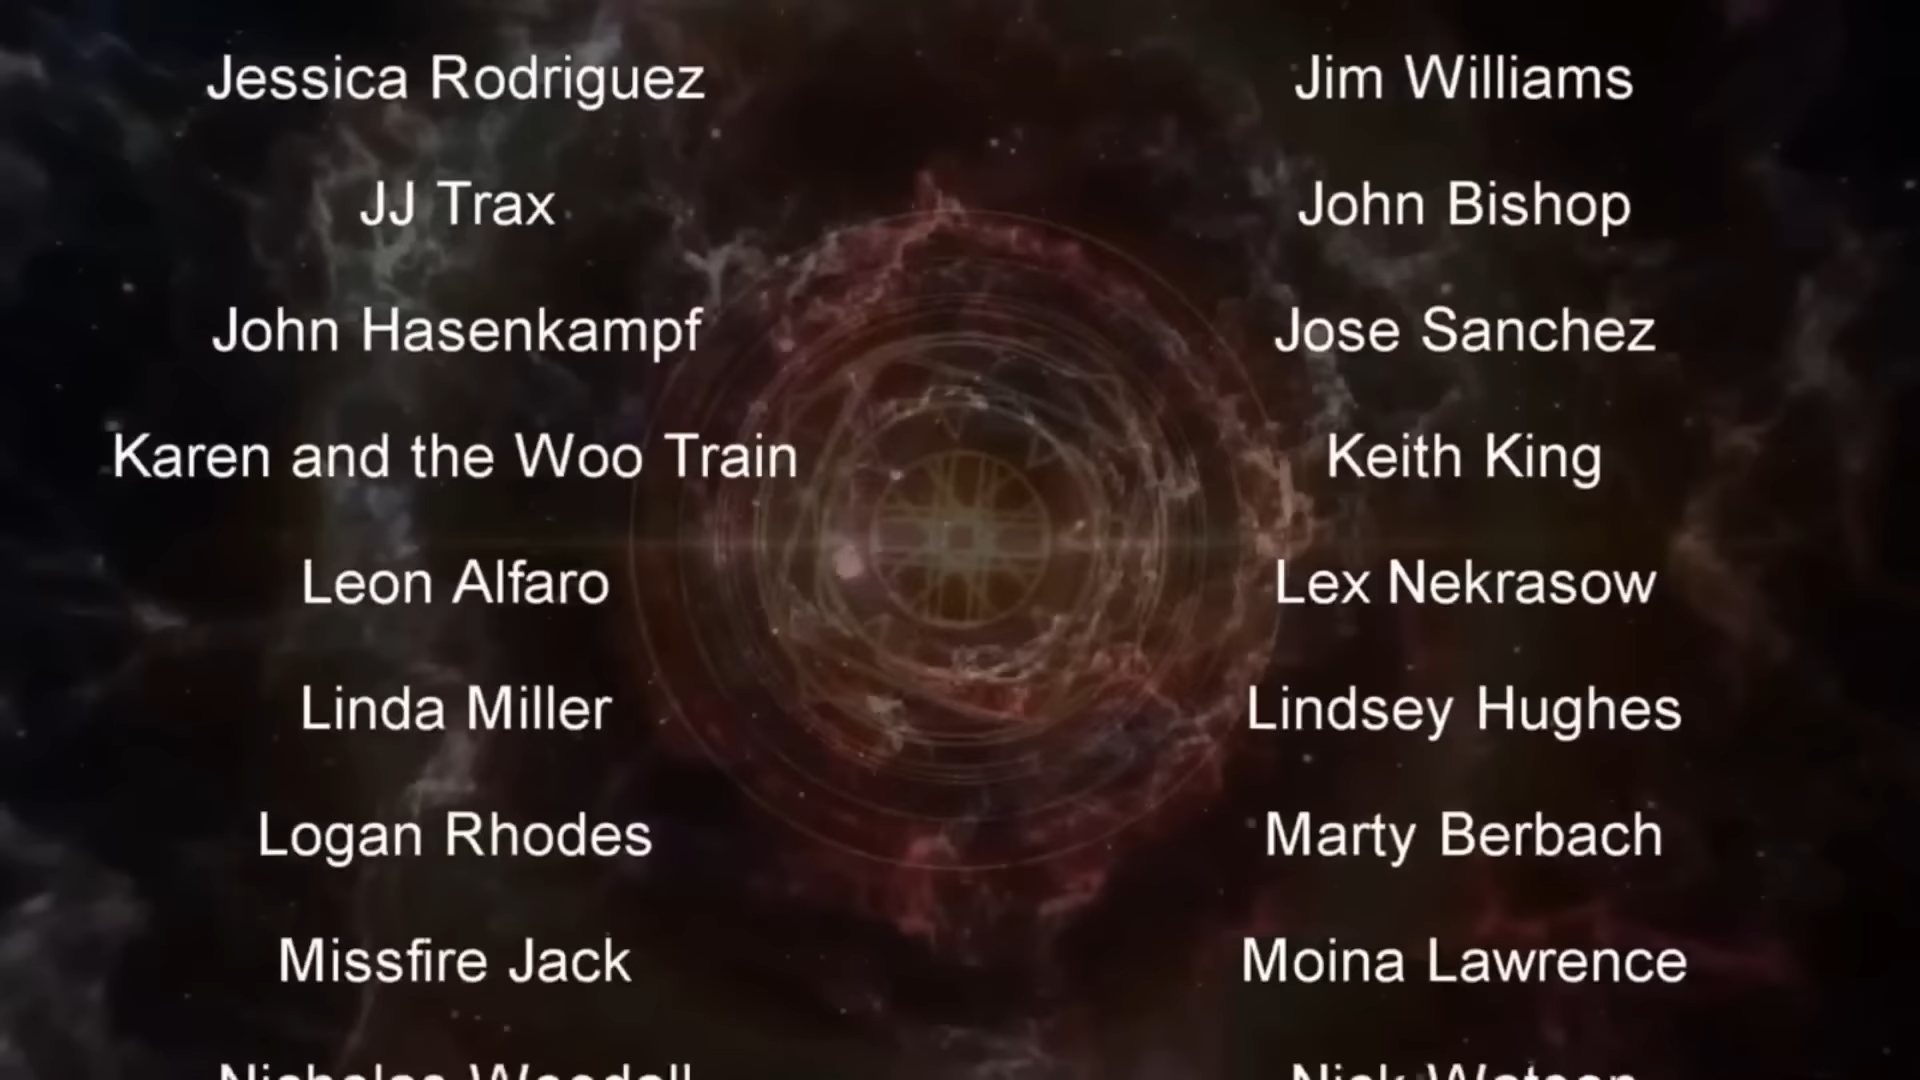 Jessica Rodriguez
Jim Williams
JJ Trax
John Bishop
John Hasenkampf
Jose Sanchez
Karen and the Woo Train
Keith King
Leon Alfaro
Lex Nekrasow
Linda Miller
Lindsey Hughes
Logan Rhodes
Marty Berbach
Missfire Jack
Moina Lawrence